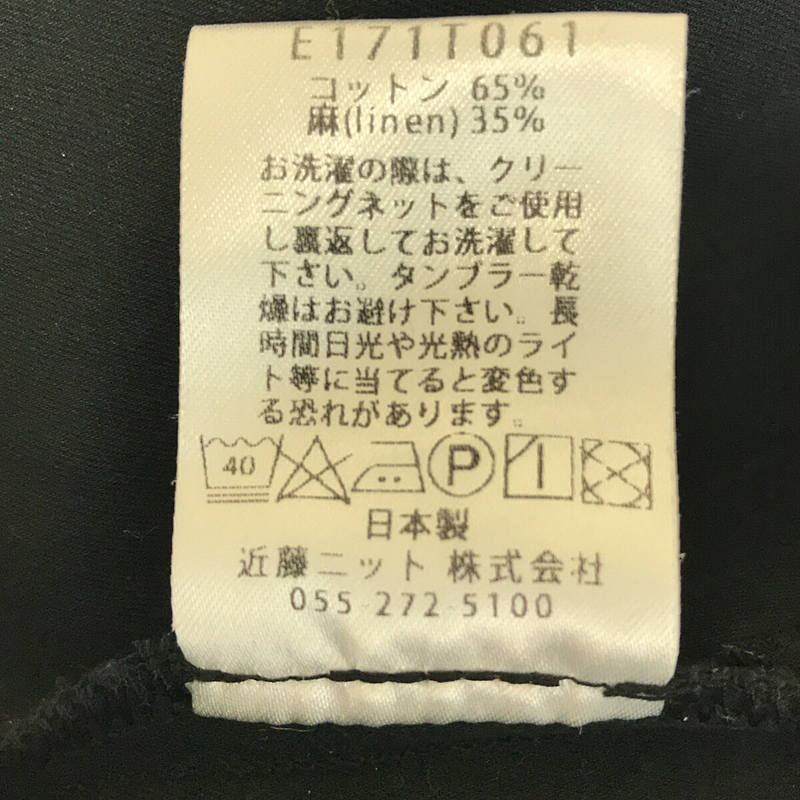 E171T061
コットン 65%
麻(linen) 35%
お洗濯の際は、クリー
ニングネットをご使用
し裏返してお洗濯して
下さい。タンブラー乾
燥はお避け下さい。長
時間日光や光熱のライ
ト等に当てると変色す
る恐れがあります。
40 P
日本製
近藤ニット 株式会社
055-272-5100